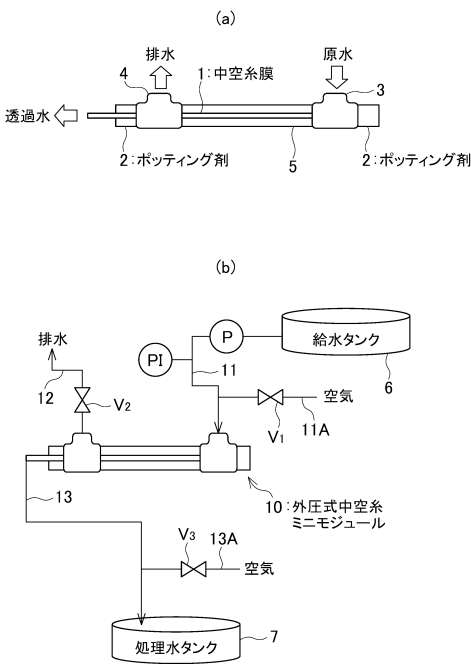 (a)
排水
原水
4
1:中空糸膜
3
透過水
2:ポッティング剤
5
2:ポッティング剤
(b)
排水
P
給水タンク
PI
11
6
12
V2
空気
V1
11A
13
10:外圧式中空糸
ミニモジュール
V3
13A
空気
処理水タンク
7